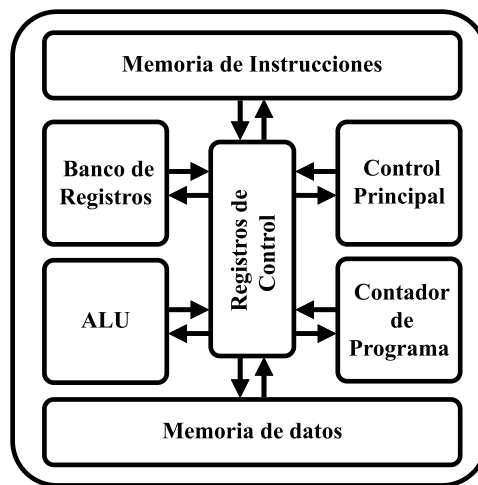 Memoria de Instrucciones
Banco de
Registros
Control
Principal
Registros de
Control
ALU
Contador
de
Programa
Memoria de datos